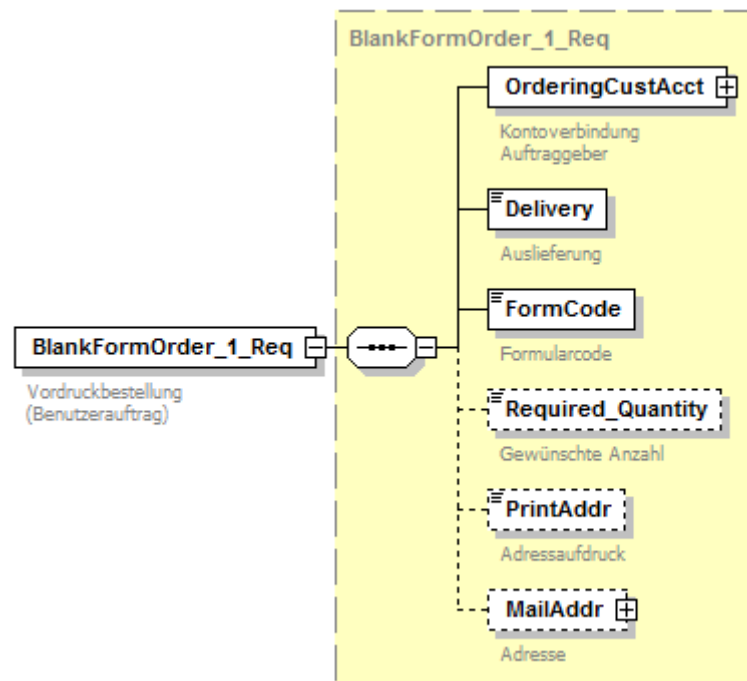 BlankFormOrder_1_Req
OrderingCustAcct
Kontoverbindung
Auftraggeber
Delivery
Auslieferung
FormCode
Formularcode
BlankFormOrder_1_Req
Vordruckbestellung
(Benutzerauftrag)
Required_Quantity
Gewünschte Anzahl
PrintAddr
Adressaufdruck
MailAddr
Adresse